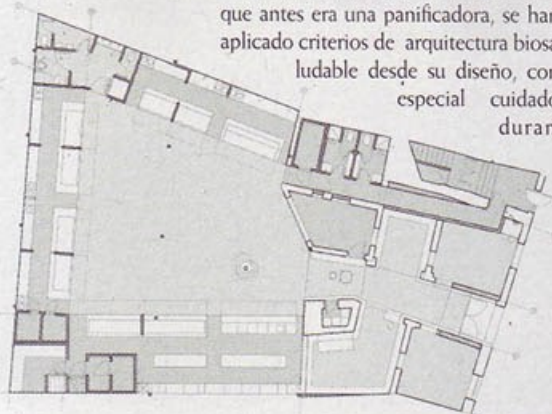 que antes era una panificadora, se han
aplicado criterios de arquitectura biosa
ludable desde su diseño, con
especial cuidado
duran